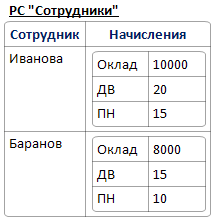 РС "Сотрудники"
Сотрудник Начисления
Иванова
Оклад 10000
ДВ 20
ПН 15
Баранов
Оклад 8000
ДВ 15
ПН 10